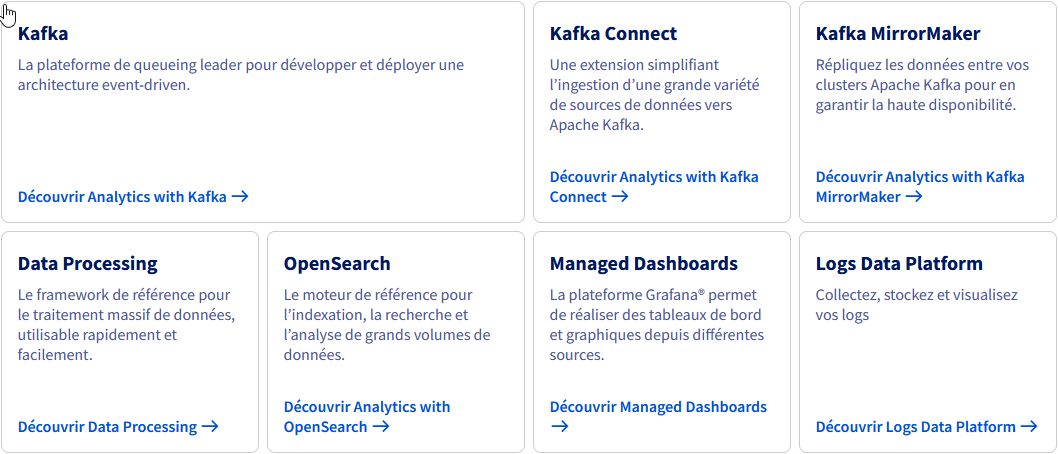 Kafka
La plateforme de queueing leader pour développer et déployer une
architecture event-driven.
Découvrir Analytics with Kafka →
Kafka Connect
Une extension simplifiant
l’ingestion d’une grande variété
de sources de données vers
Apache Kafka.
Découvrir Analytics with Kafka
Connect →
Kafka MirrorMaker
Répliquez les données entre vos
clusters Apache Kafka pour en
garantir la haute disponibilité.
Découvrir Analytics with Kafka
MirrorMaker →
Data Processing
Le framework de référence pour
le traitement massif de données,
utilisable rapidement et
facilement.
Découvrir Data Processing →
OpenSearch
Le moteur de référence pour
l’indexation, la recherche et
l’analyse de grands volumes de
données.
Découvrir Analytics with
OpenSearch →
Managed Dashboards
La plateforme Grafana® permet
de réaliser des tableaux de bord
et graphiques depuis différentes
sources.
Découvrir Managed Dashboards
→
Logs Data Platform
Collectez, stockez et visualisez
vos logs
Découvrir Logs Data Platform →